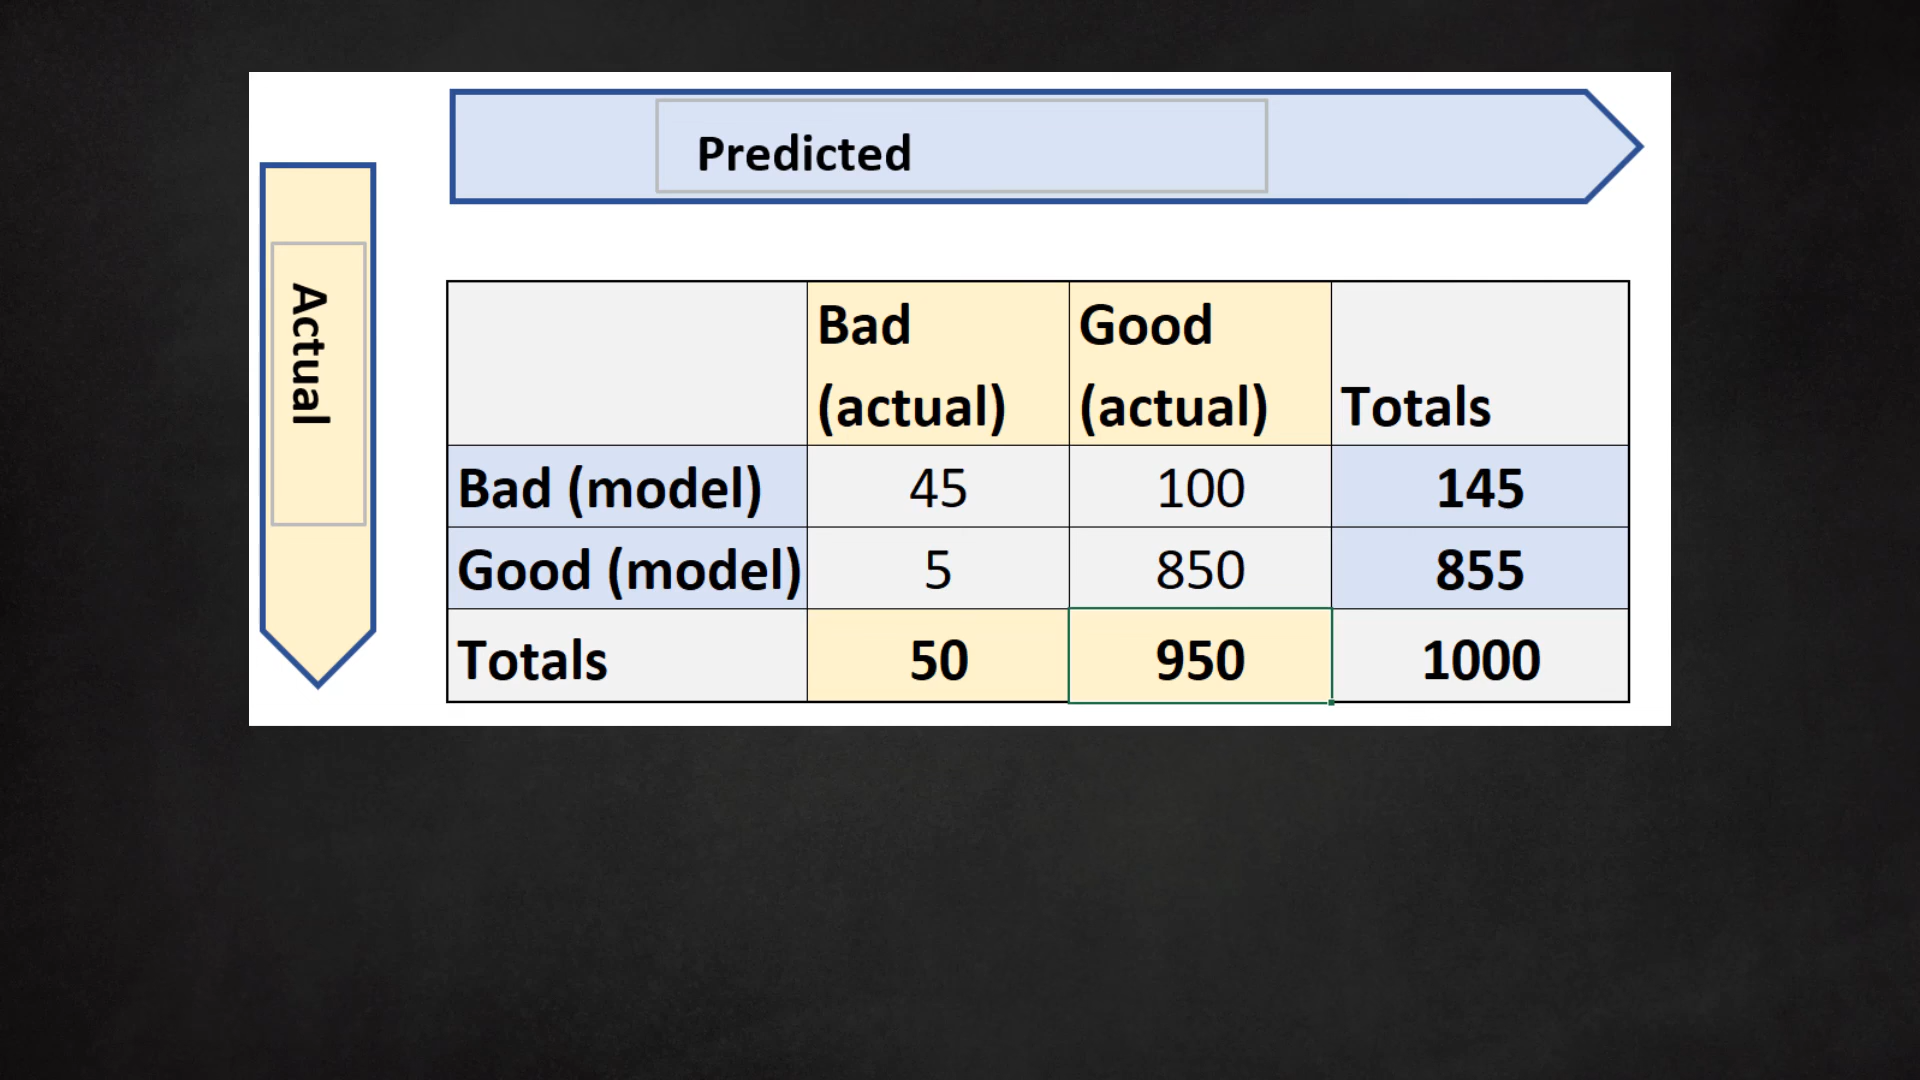 Predicted
Actual
Bad (actual) Good (actual) Totals
Bad (model) 45 100 145
Good (model) 5 850 855
Totals 50 950 1000